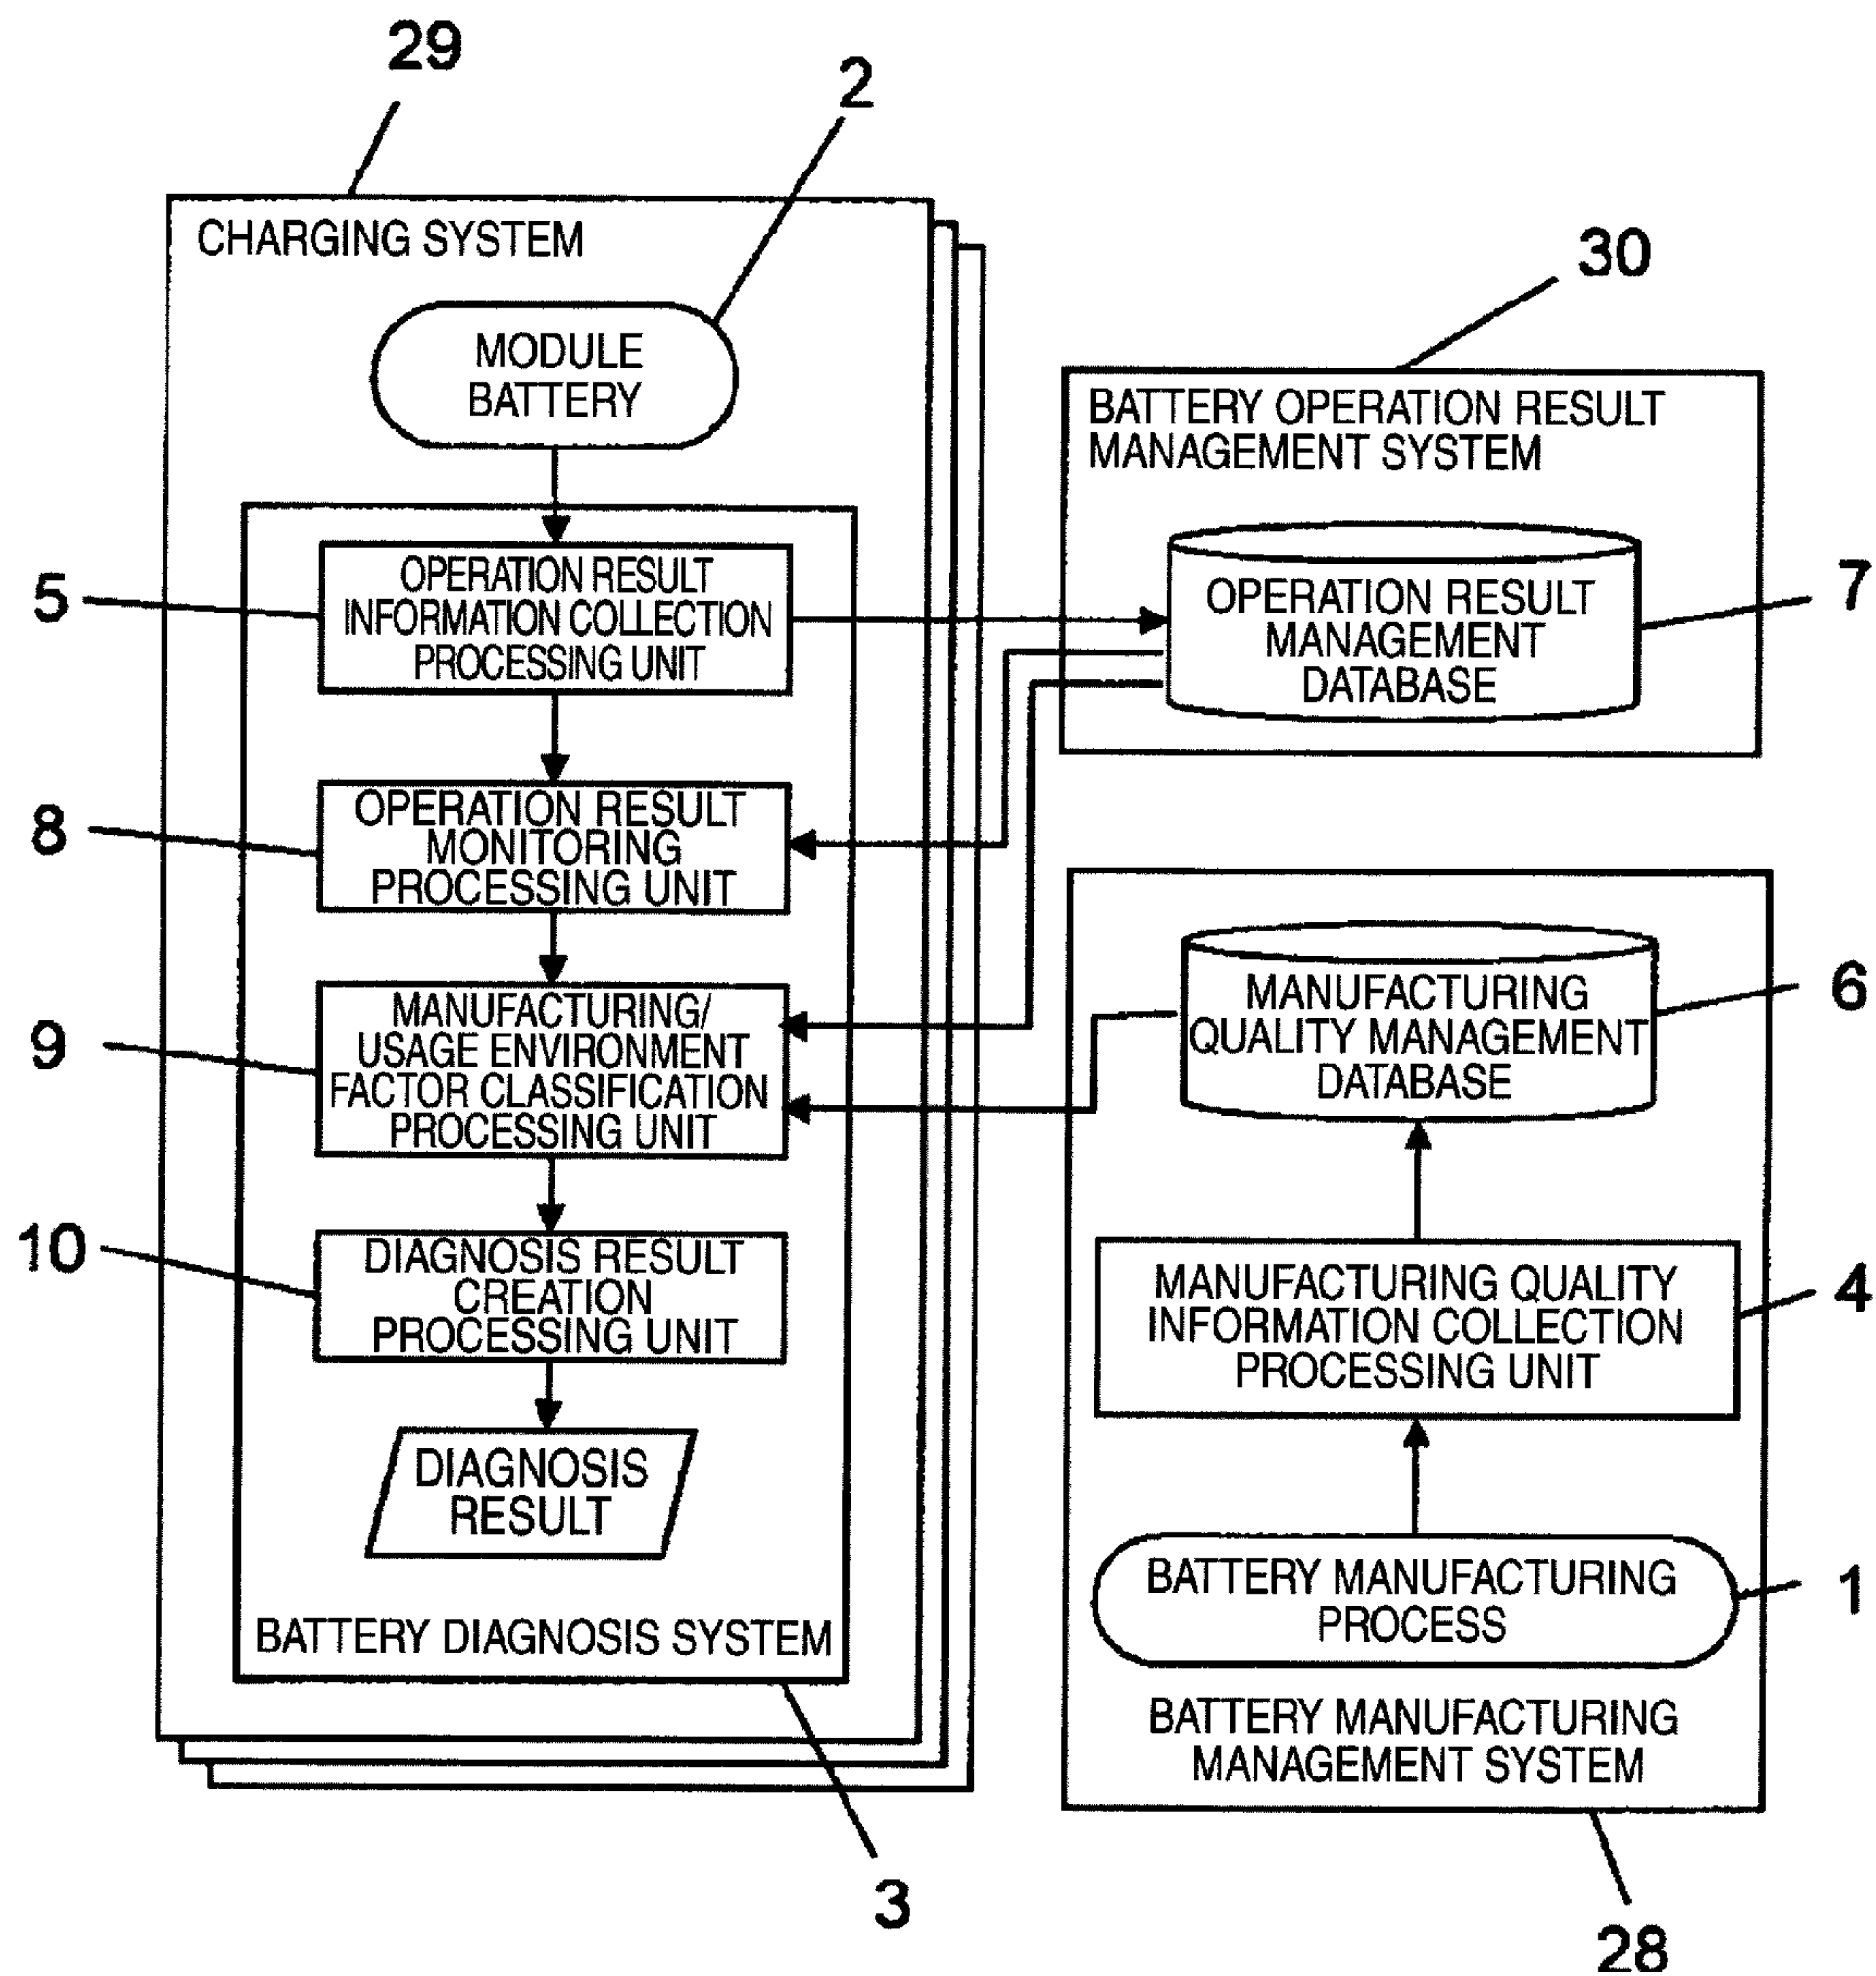 29
2
CHARGING SYSTEM
MODULE
BATTERY
30
BATTERY OPERATION RESULT
MANAGEMENT SYSTEM
5
OPERATION RESULT
INFORMATION COLLECTION
PROCESSING UNIT
OPERATION RESULT
MANAGEMENT
DATABASE
7
8
OPERATION RESULT
MONITORING
PROCESSING UNIT
9
MANUFACTURING/
USAGE ENVIRONMENT
FACTOR CLASSIFICATION
PROCESSING UNIT
MANUFACTURING
QUALITY MANAGEMENT
DATABASE
6
10
DIAGNOSIS RESULT
CREATION
PROCESSING UNIT
MANUFACTURING QUALITY
INFORMATION COLLECTION
PROCESSING UNIT
4
DIAGNOSIS
RESULT
BATTERY MANUFACTURING
PROCESS
1
BATTERY DIAGNOSIS SYSTEM
BATTERY MANUFACTURING
MANAGEMENT SYSTEM
3
28